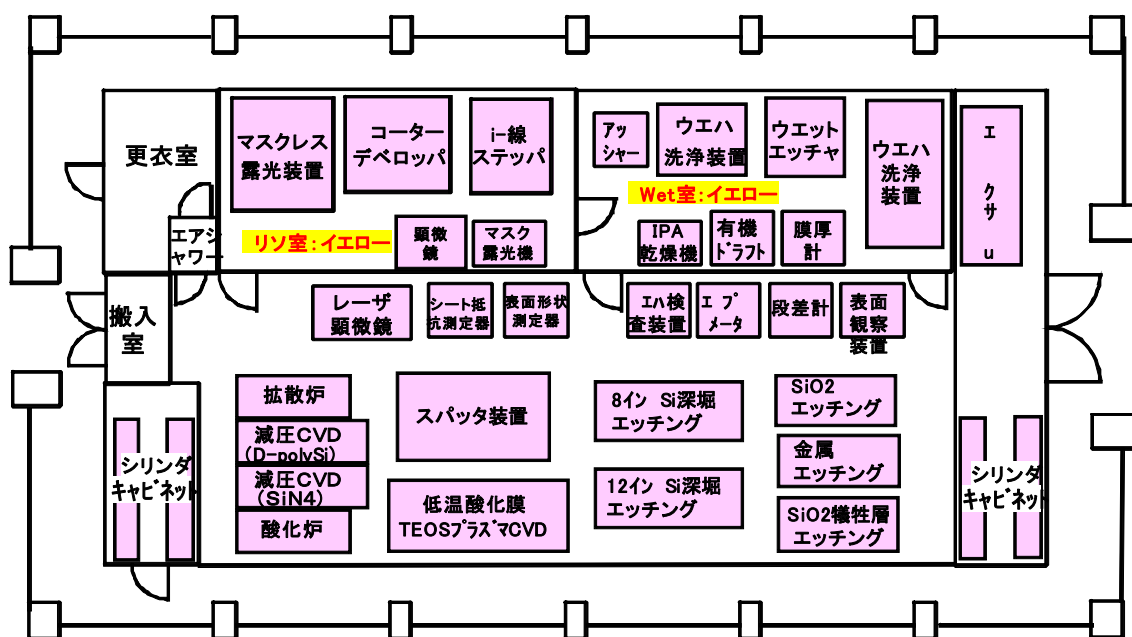 更衣室
マスクレス
露光装置
コーター
デベロッパ
i-線
ステッパ
アッ
シャー
ウエハ
洗浄装置
ウエット
エッチャ
ウエハ
洗浄
装置
エ
クサ
u
Wet室:イエロー
リソ室:イエロー
エアシ
ャワー
顕微
鏡
マスク
露光機
IPA
乾燥機
有機
ドラフト
膜厚
計
搬入
室
レーザ
顕微鏡
シート抵
抗測定器
表面形状
測定器
エハ検
査装置
エ プ
メータ
段差計
表面
観察
装置
拡散炉
減圧CVD
(D-polySi)
減圧CVD
(SiN4)
酸化炉
スパッタ装置
低温酸化膜
TEOSプラズマCVD
8イン Si深堀
エッチング
12イン Si深堀
エッチング
SiO2
エッチング
金属
エッチング
SiO2犠牲層
エッチング
シリンダ
キャビネット
シリンダ
キャビネット